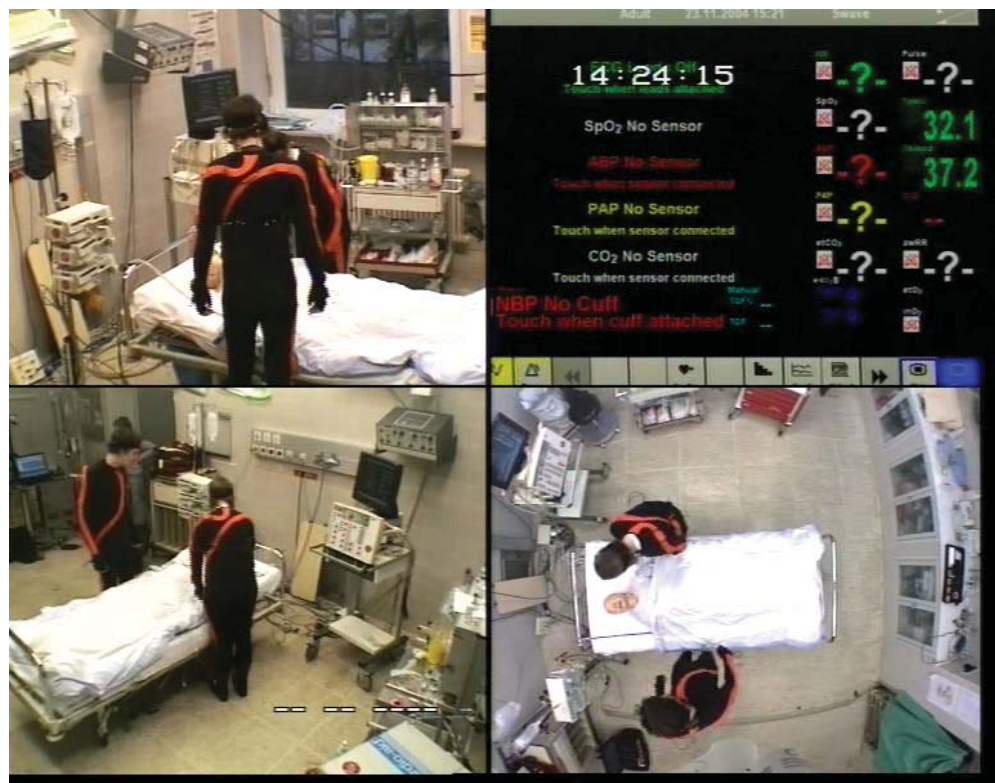 Adult 23.11.2004 15:21 Swave
14:24:15
Touch when leads attached
Pulse
-?- -?-
SpO₂ No Sensor
SpO₂
-?- 32.1
ABP No Sensor
Touch when sensor connected
-?- 37.2
PAP No Sensor
Touch when sensor connected
PAP
-?- --
CO₂ No Sensor
Touch when sensor connected
etCO₂ awRR
-?- -?-
NBP No Cuff
Touch when cuff attached
Manual
TOF